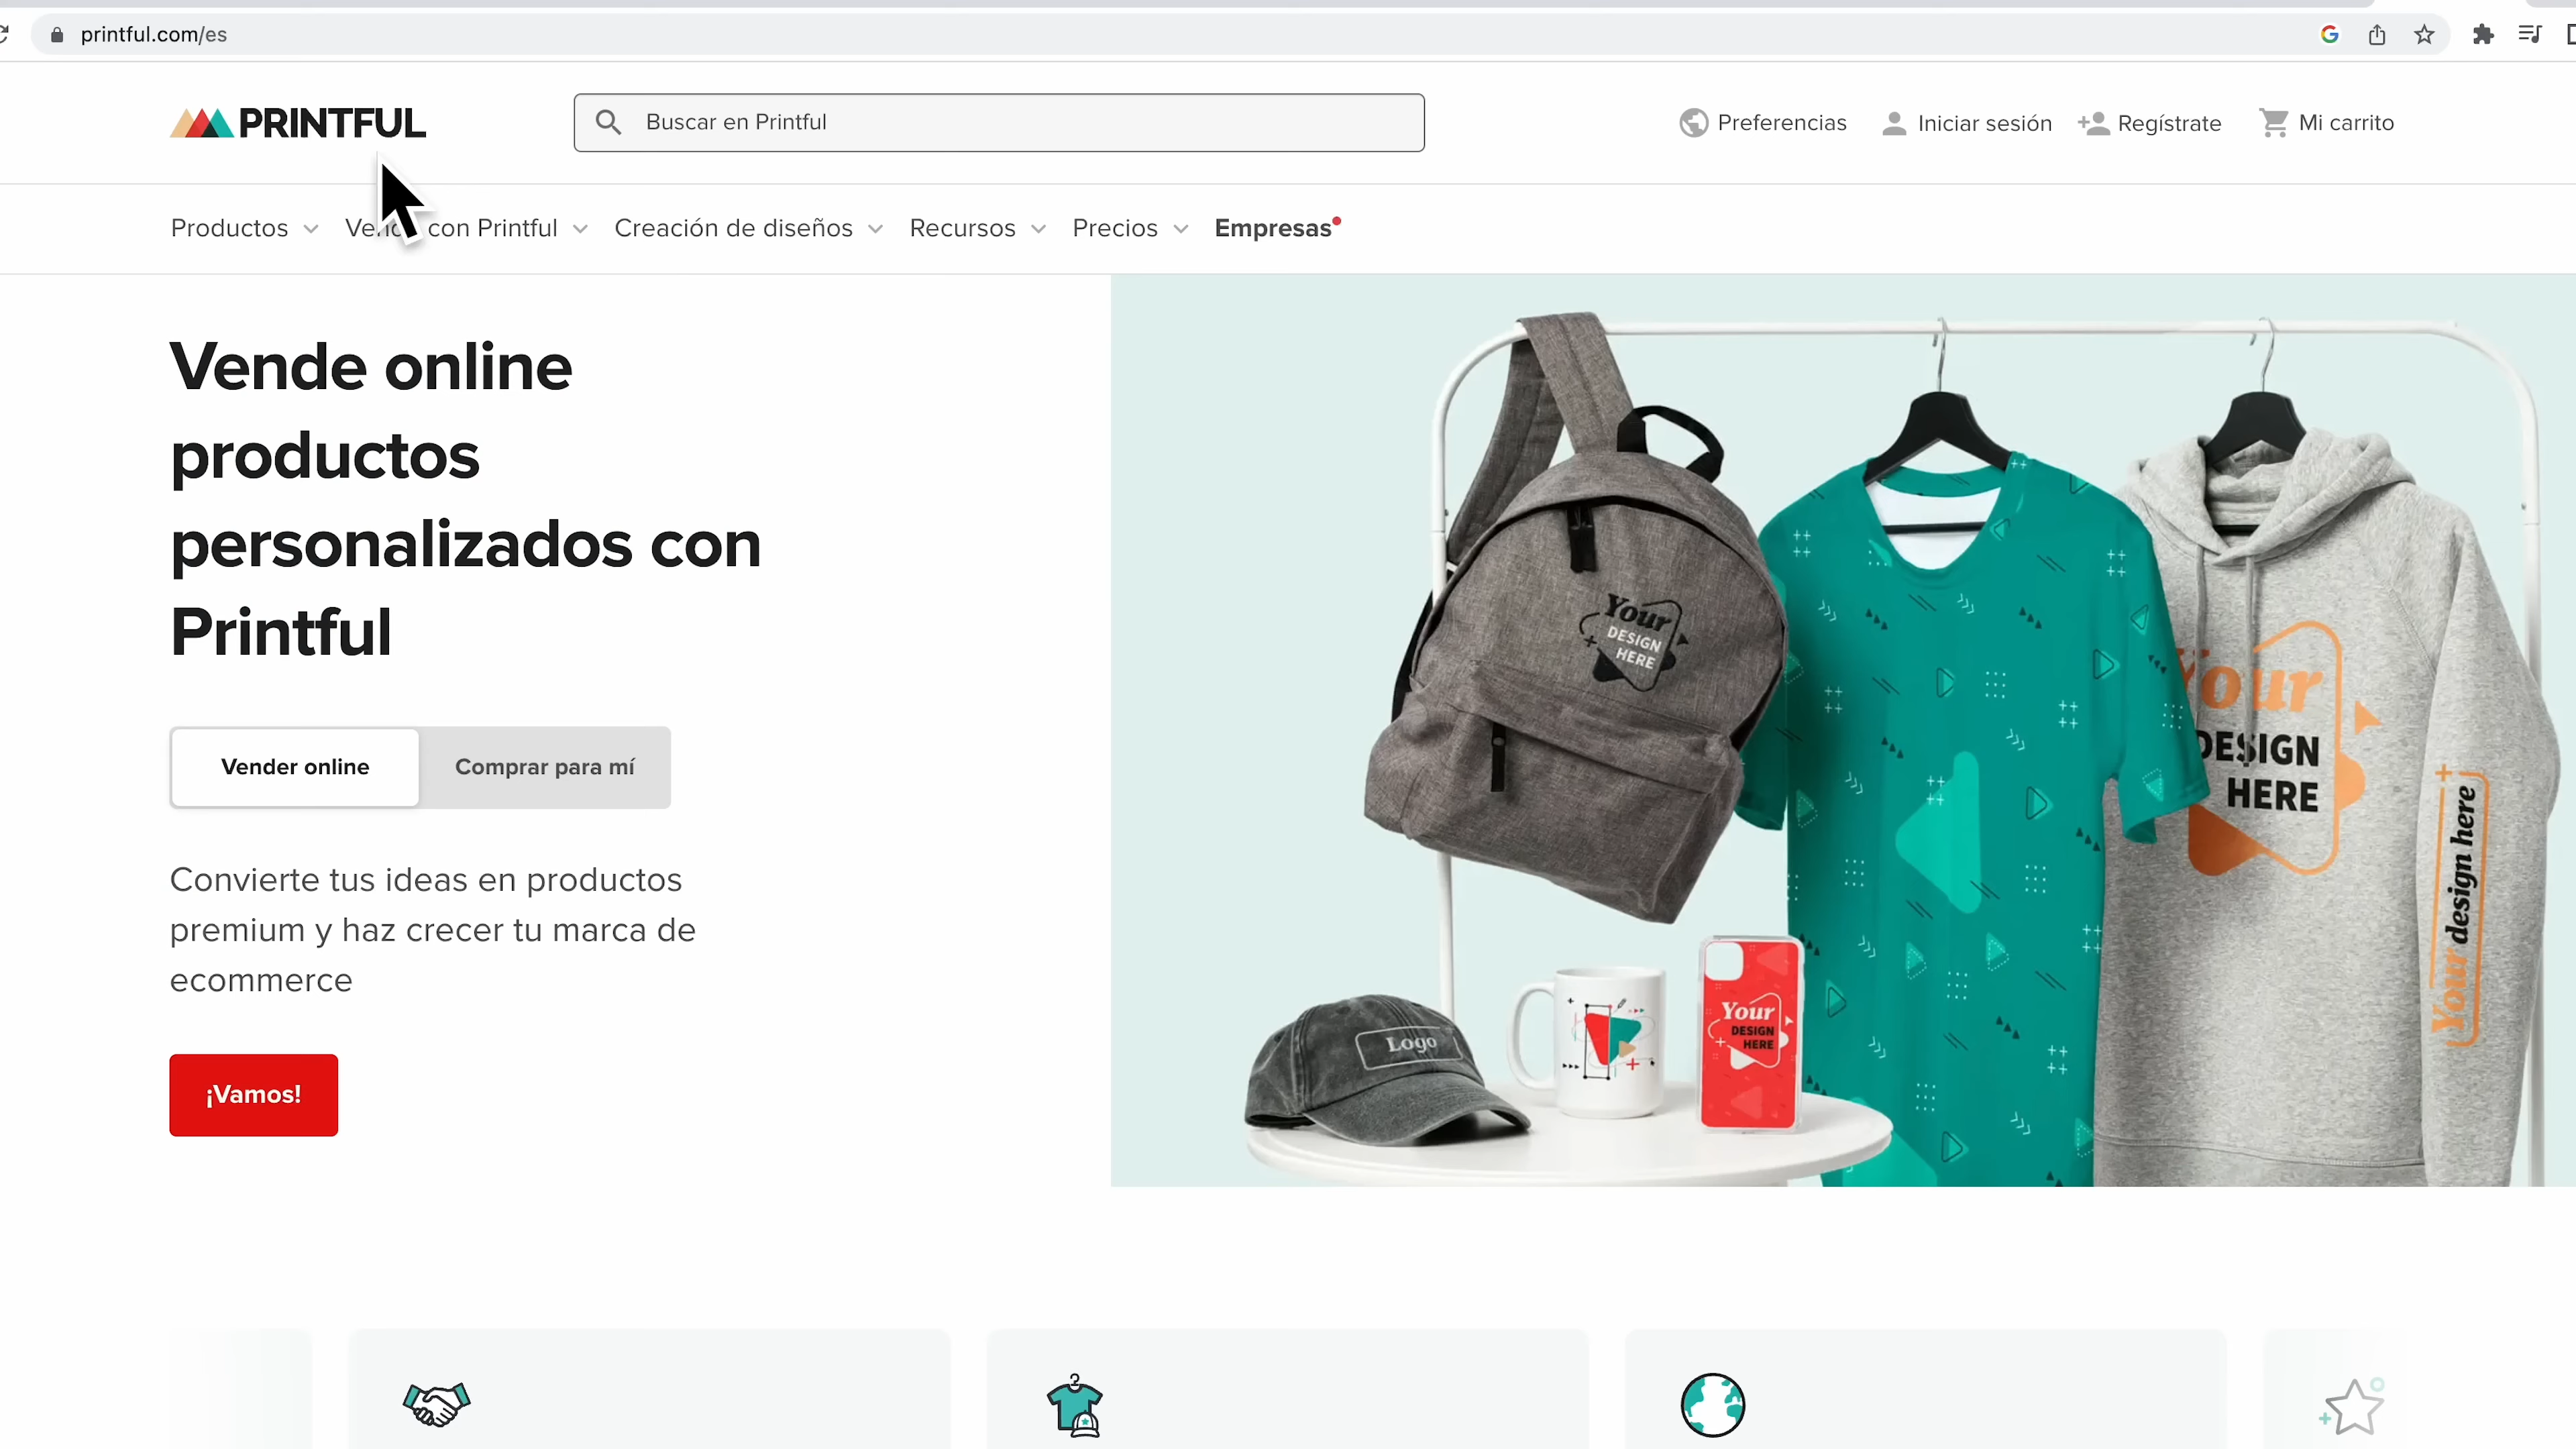 printful.com/es
PRINTFUL
Buscar en Printful
Preferencias
Iniciar sesión
Regístrate
Mi carrito
Productos
con Printful
Creación de diseños
Recursos
Precios
Empresas
Vende online
productos
personalizados con
Printful
Vender online
Comprar para mí
Convierte tus ideas en productos
premium y haz crecer tu marca de
ecommerce
¡Vamos!
Your
DESIGN
HERE
Your
DESIGN
HERE
Your design here
Logo
Your
DESIGN
HERE